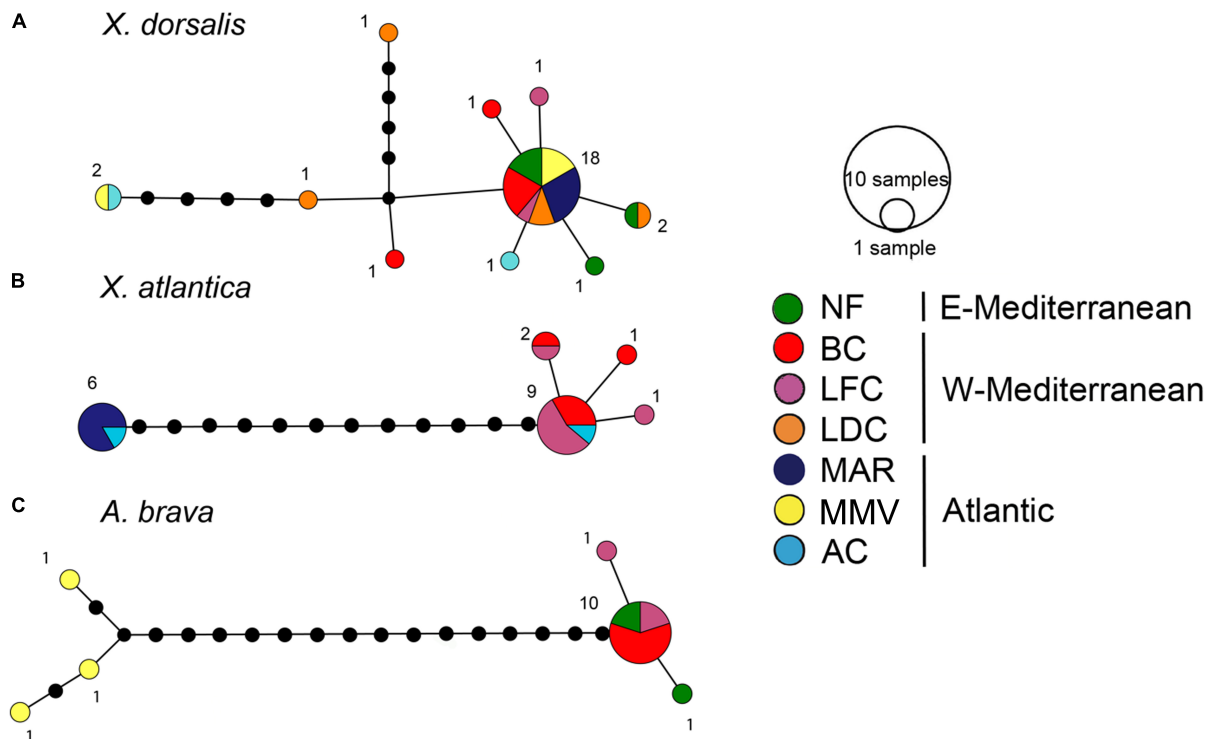 A
X. dorsalis
1
1
1
2
1
18
2
1
1
1
B
X. atlantica
2
1
6
9
1
C
A. brava
1
1
10
1
1
1
10 samples
1 sample
NF
E-Mediterranean
BC
LFC
W-Mediterranean
LDC
MAR
MMV
Atlantic
AC